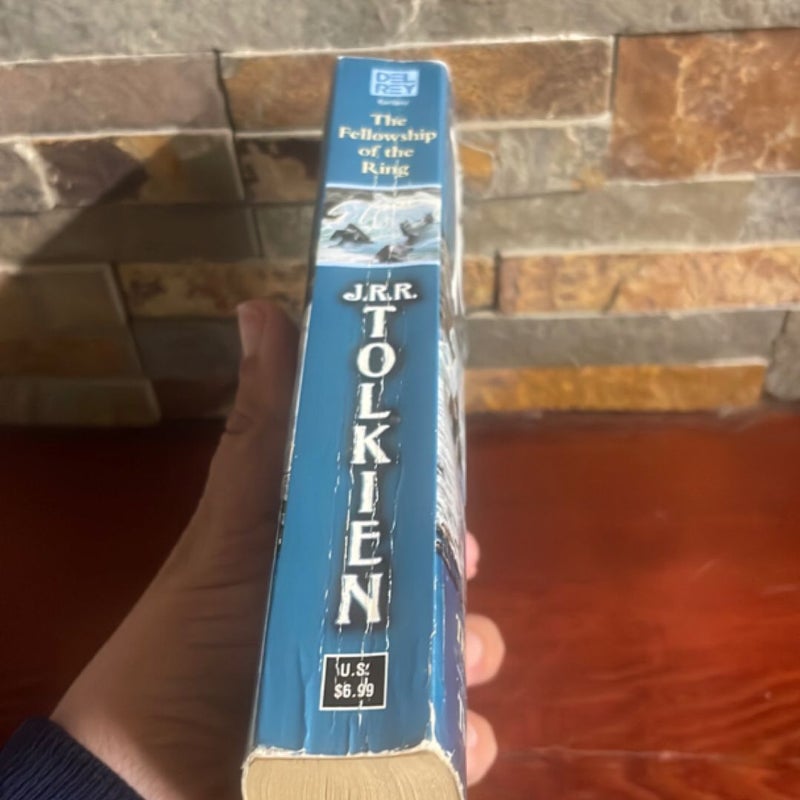 DEL
REY
The
Fellowship
of the
Ring
J.R.R.
TOLKIEN
U.S.
$6.99